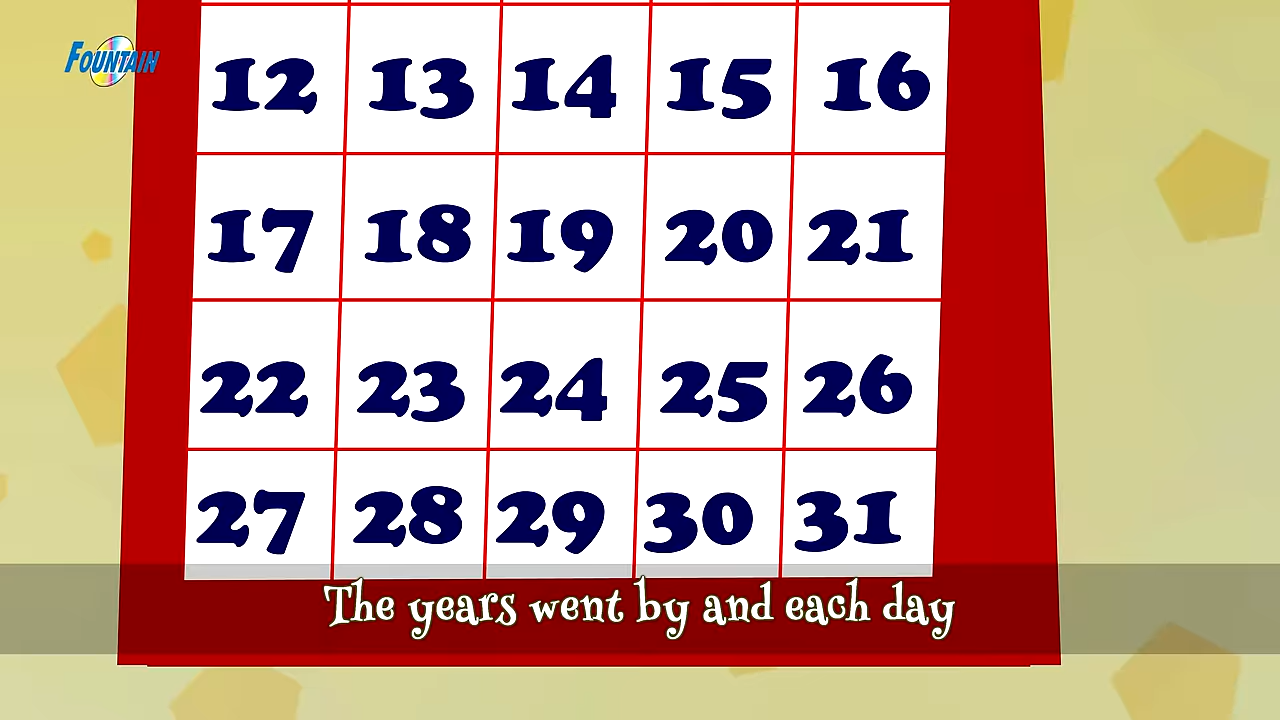 FOUNTAIN
12 13 14 15 16
17 18 19 20 21
22 23 24 25 26
27 28 29 30 31
The years went by and each day